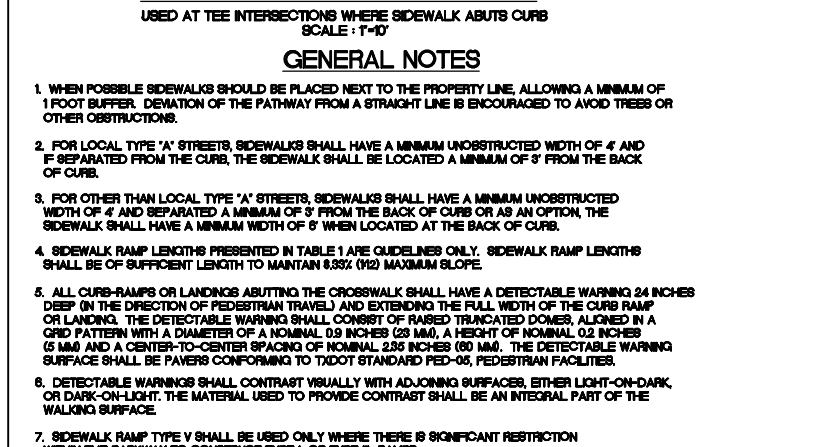 USED AT TEE INTERSECTIONS WHERE SIDEWALK ABUTS CURB
SCALE : 1"=10'
GENERAL NOTES
1. WHEN POSSIBLE SIDEWALKS SHOULD BE PLACED NEXT TO THE PROPERTY LINE, ALLOWING A MINIMUM OF
1 FOOT BUFFER. DEVIATION OF THE PATHWAY FROM A STRAIGHT LINE IS ENCOURAGED TO AVOID TREES OR
OTHER OBSTRUCTIONS.
2. FOR LOCAL TYPE "A" STREETS, SIDEWALKS SHALL HAVE A MINIMUM UNOBSTRUCTED WIDTH OF 4' AND
IF SEPARATED FROM THE CURB, THE SIDEWALK SHALL BE LOCATED A MINIMUM OF 3' FROM THE BACK
OF CURB.
3. FOR OTHER THAN LOCAL TYPE "A" STREETS, SIDEWALKS SHALL HAVE A MINIMUM UNOBSTRUCTED
WIDTH OF 4' AND SEPARATED A MINIMUM OF 3' FROM THE BACK OF CURB OR AS AN OPTION, THE
SIDEWALK SHALL HAVE A MINIMUM WIDTH OF 6' WHEN LOCATED AT THE BACK OF CURB.
4. SIDEWALK RAMP LENGTHS PRESENTED IN TABLE 1 ARE GUIDELINES ONLY. SIDEWALK RAMP LENGTHS
SHALL BE OF SUFFICIENT LENGTH TO MAINTAIN 8.33% (1:12) MAXIMUM SLOPE.
5. ALL CURB-RAMPS OR LANDINGS ABUTTING THE CROSSWALK SHALL HAVE A DETECTABLE WARNING 24 INCHES
DEEP (IN THE DIRECTION OF PEDESTRIAN TRAVEL) AND EXTENDING THE FULL WIDTH OF THE CURB RAMP
OR LANDING. THE DETECTABLE WARNING SHALL CONSIST OF RAISED TRUNCATED DOMES, ALIGNED IN A
GRID PATTERN WITH A DIAMETER OF A NOMINAL 0.9 INCHES (23 MM), A HEIGHT OF NOMINAL 0.2 INCHES
(5 MM) AND A CENTER-TO-CENTER SPACING OF NOMINAL 2.35 INCHES (60 MM). THE DETECTABLE WARNING
SURFACE SHALL BE PAVERS CONFORMING TO TXDOT STANDARD PED-05, PEDESTRIAN FACILITIES.
6. DETECTABLE WARNINGS SHALL CONTRAST VISUALLY WITH ADJOINING SURFACES, EITHER LIGHT-ON-DARK,
OR DARK-ON-LIGHT. THE MATERIAL USED TO PROVIDE CONTRAST SHALL BE AN INTEGRAL PART OF THE
WALKING SURFACE.
7. SIDEWALK RAMP TYPE V SHALL BE USED ONLY WHERE THERE IS SIGNIFICANT RESTRICTION